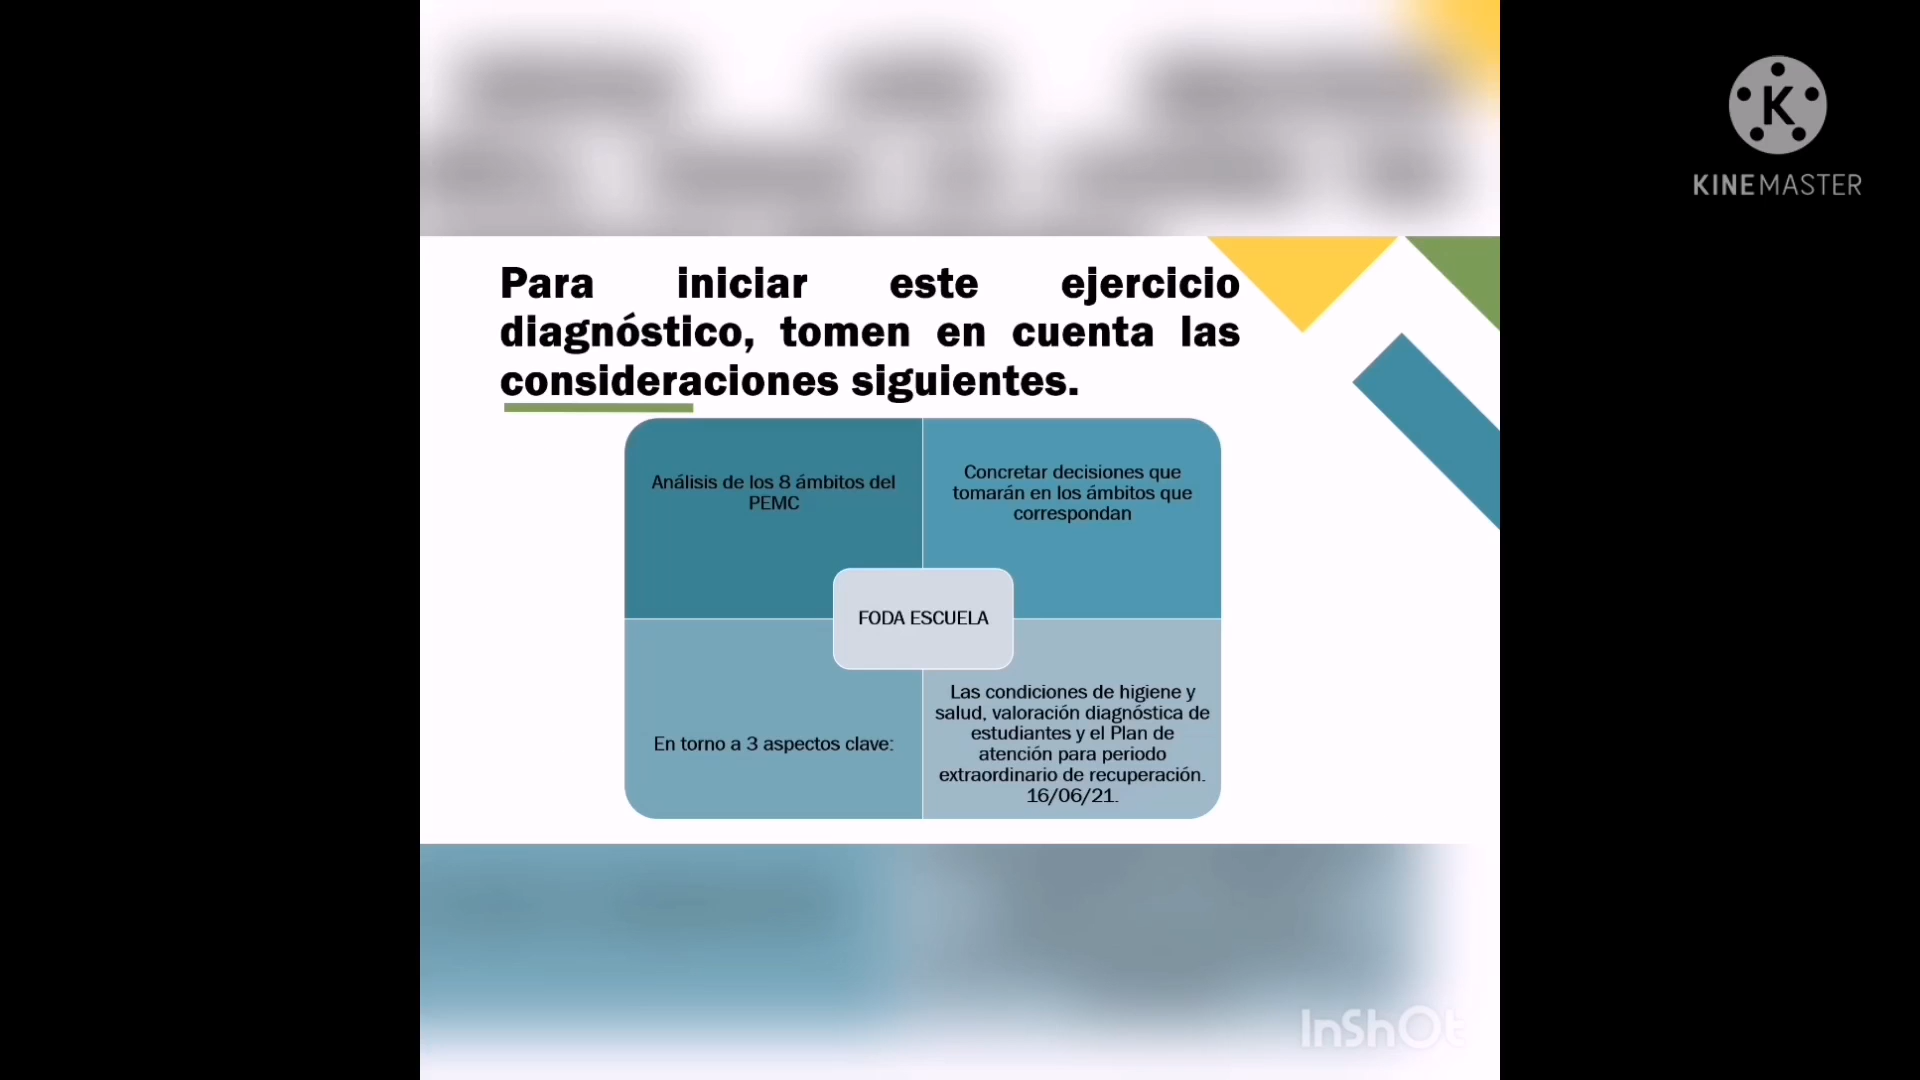 Para iniciar este ejercicio
diagnóstico, tomen en cuenta las
consideraciones siguientes.
Análisis de los 8 ámbitos del
PEMC
Concretar decisiones que
tomarán en los ámbitos que
correspondan
FODA ESCUELA
En torno a 3 aspectos clave:
Las condiciones de higiene y
salud, valoración diagnóstica de
estudiantes y el Plan de
atención para periodo
extraordinario de recuperación.
16/06/21.
K
KINEMASTER
InShOt